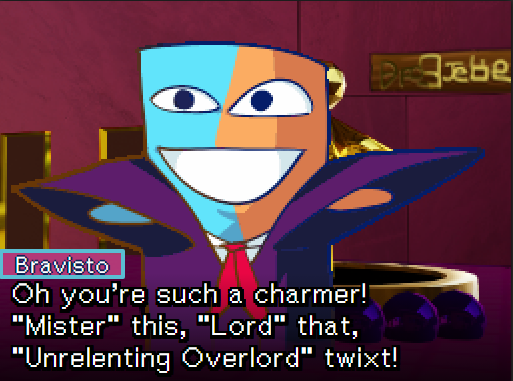 Bravisto
Oh you're such a charmer!
"Mister" this, "Lord" that,
"Unrelenting Overlord" twixt!